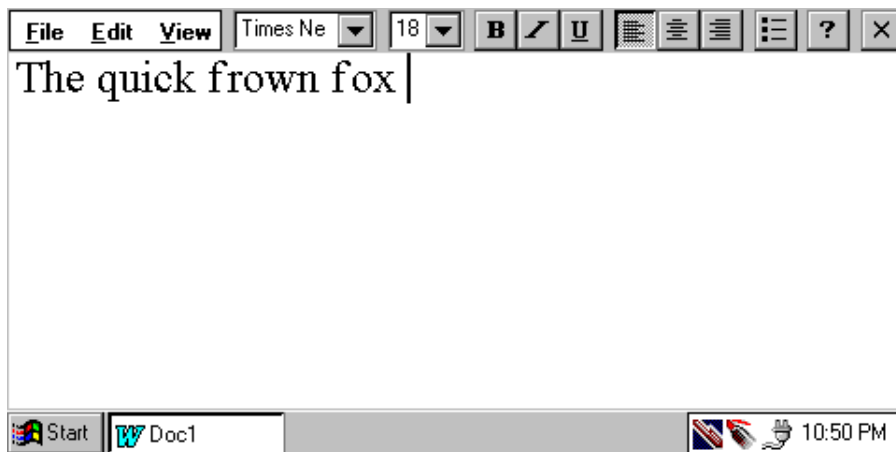 File Edit View Times Ne 18 B I U ? ×
The quick frown fox
Start Doc1 10:50 PM